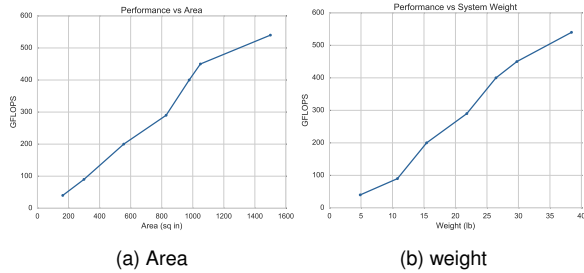 Performance vs Area
600
500
400
300
200
100
0
GFLOPS
0 200 400 600 800 1000 1200 1400 1600
Area (sq in)
(a) Area
Performance vs System Weight
600
500
400
300
200
100
0
GFLOPS
0 5 10 15 20 25 30 35 40
Weight (lb)
(b) weight